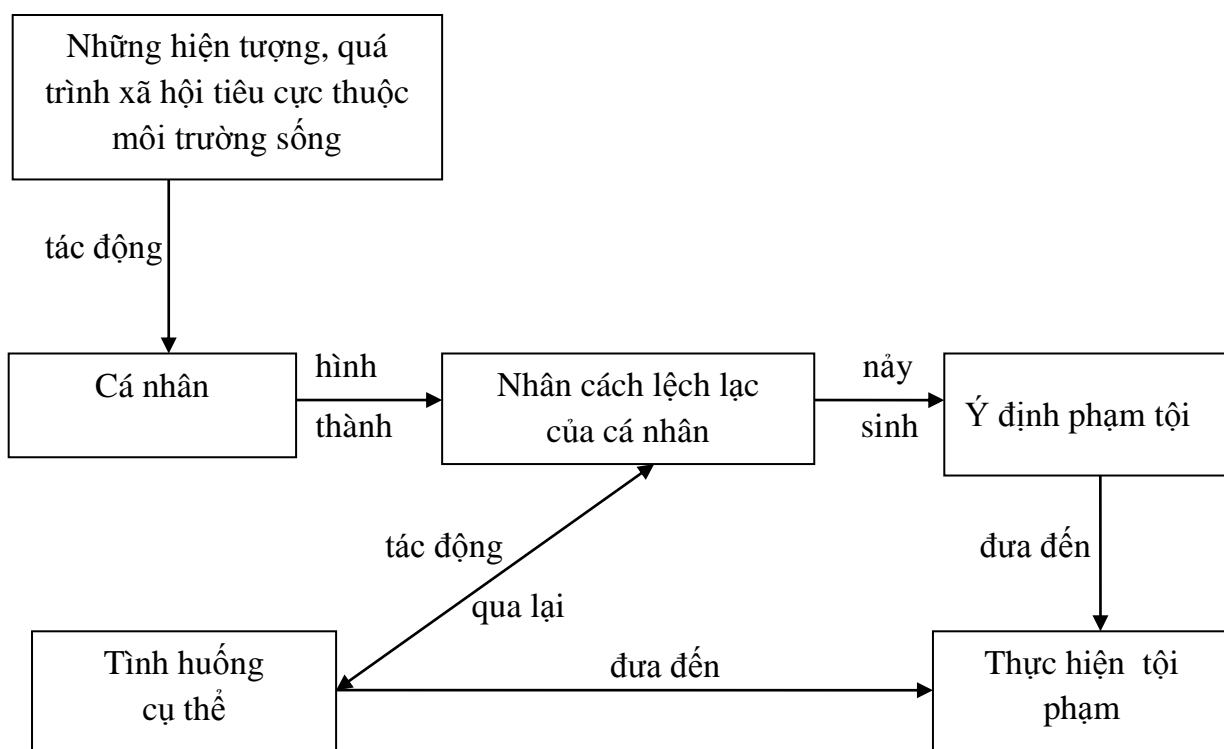 Những hiện tượng, quá
trình xã hội tiêu cực thuộc
môi trường sống
tác động
Cá nhân
hình
thành
Nhân cách lệch lạc
của cá nhân
nảy
sinh
Ý định phạm tội
tác động
qua lại
đưa đến
Tình huống
cụ thể
đưa đến
Thực hiện tội
phạm